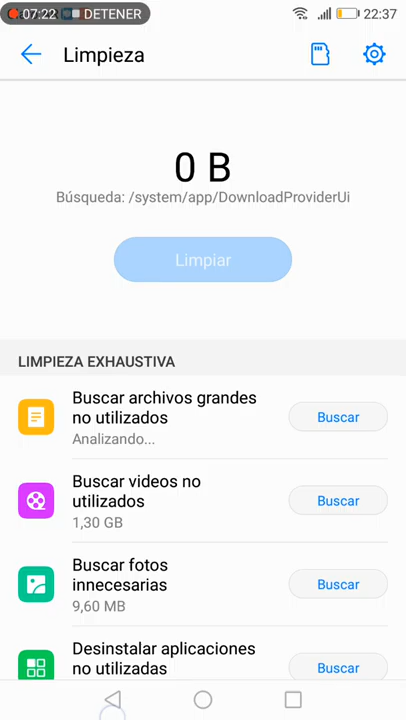 07:22 DETENER 22:37
Limpieza
0 B
Búsqueda: /system/app/DownloadProviderUi
Limpiar
LIMPIEZA EXHAUSTIVA
Buscar archivos grandes
no utilizados
Analizando...
Buscar
Buscar videos no
utilizados
1,30 GB
Buscar
Buscar fotos
innecesarias
9,60 MB
Buscar
Desinstalar aplicaciones
no utilizadas
Buscar